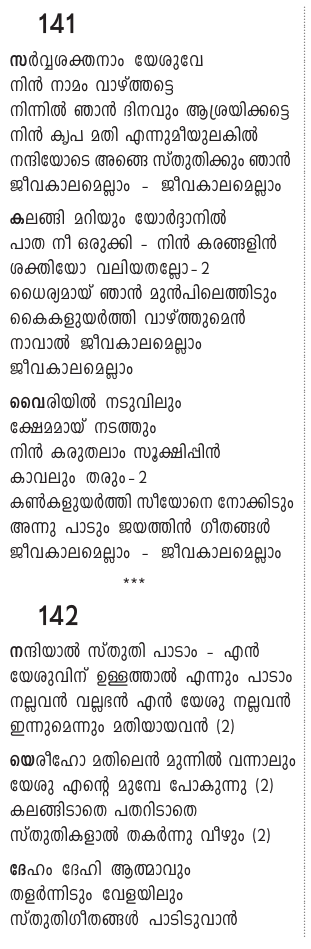 141
സർവ്വശക്തനാം യേശുവേ
നിൻ നാമം വാഴ്ത്തട്ടെ
നിന്നിൽ ഞാൻ ദിനവും ആശ്രയിക്കട്ടെ
നിൻ കൃപ മതി എന്നുമീയുലകിൽ
നന്ദിയോടെ അങ്ങെ സ്തുതിക്കും ഞാൻ
ജീവകാലമെല്ലാം - ജീവകാലമെല്ലാം
കലങ്ങി മറിയും യോർദ്ദാനിൽ
പാത നീ ഒരുക്കി - നിൻ കരങ്ങളിൻ
ശക്തിയോ വലിയതല്ലോ-2
ധൈര്യമായ് ഞാൻ മുൻപിലെത്തിടും
കൈകളുയർത്തി വാഴ്ത്തുമെൻ
നാവാൽ ജീവകാലമെല്ലാം
ജീവകാലമെല്ലാം
വൈരിയിൽ നടുവിലും
ക്ഷേമമായ് നടത്തും
നിൻ കരുതലാം സൂക്ഷിപ്പിൻ
കാവലും തരും-2
കൺകളുയർത്തി സീയോനെ നോക്കിടും
അന്നു പാടും ജയത്തിൻ ഗീതങ്ങൾ
ജീവകാലമെല്ലാം - ജീവകാലമെല്ലാം
***
142
നന്ദിയാൽ സ്തുതി പാടാം - എൻ
യേശുവിന് ഉള്ളത്താൽ എന്നും പാടാം
നല്ലവൻ വല്ലഭൻ എൻ യേശു നല്ലവൻ
ഇന്നുമെന്നും മതിയായവൻ (2)
യെരീഹോ മതിലെൻ മുന്നിൽ വന്നാലും
യേശു എന്റെ മുമ്പേ പോകുന്നു (2)
കലങ്ങിടാതെ പതറിടാതെ
സ്തുതികളാൽ തകർന്നു വീഴും (2)
ദേഹം ദേഹി ആത്മാവും
തളർന്നിടും വേളയിലും
സ്തുതിഗീതങ്ങൾ പാടിടുവാൻ